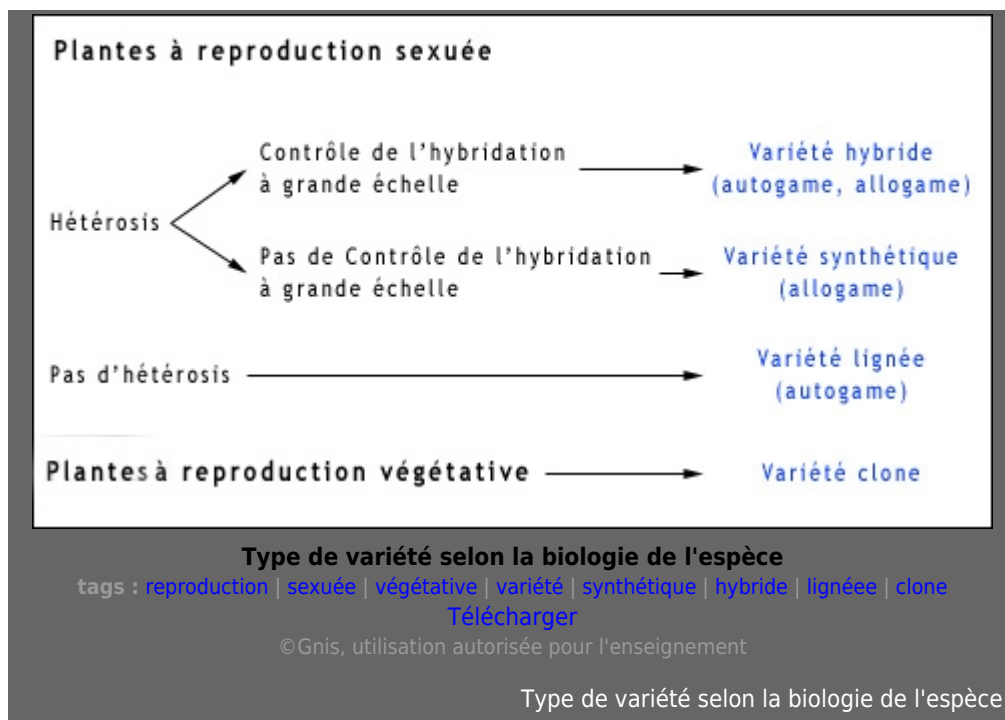 Plantes à reproduction sexuée
Contrôle de l'hybridation
à grande échelle
Variété hybride
(autogame, allogame)
Hétérosis
Pas de Contrôle de l'hybridation
à grande échelle
Variété synthétique
(allogame)
Pas d'hétérosis
Variété lignée
(autogame)
Plantes à reproduction végétative
Variété clone
Type de variété selon la biologie de l'espèce
tags : reproduction | sexuée | végétative | variété | synthétique | hybride | lignéee | clone
Télécharger
©Gnis, utilisation autorisée pour l'enseignement
Type de variété selon la biologie de l'espèce